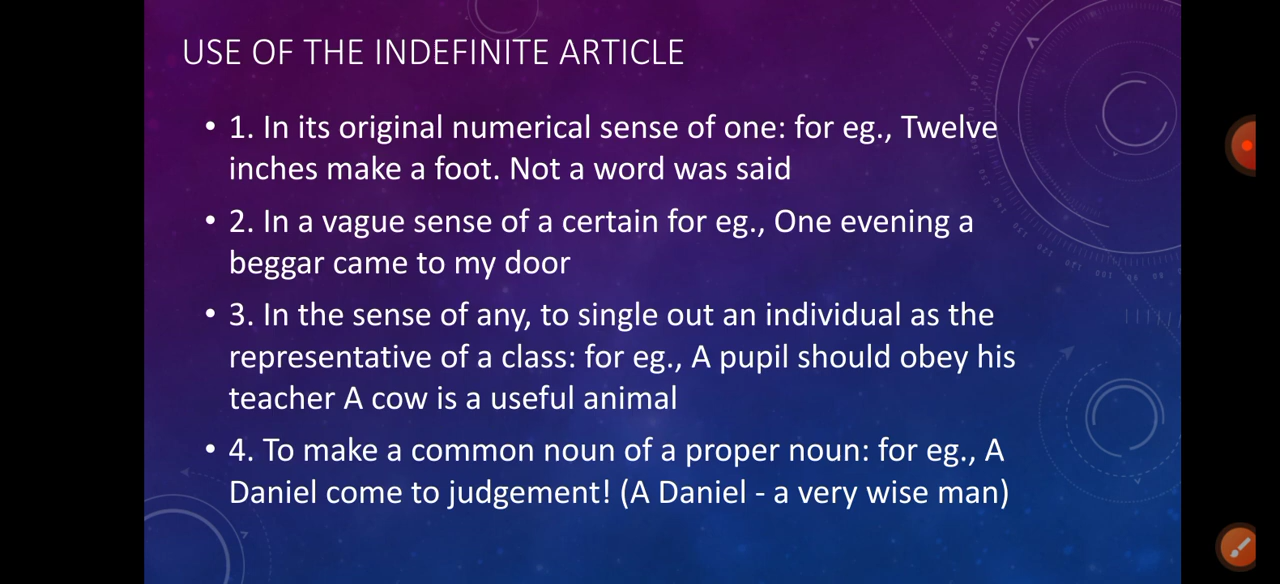 USE OF THE INDEFINITE ARTICLE
• 1. In its original numerical sense of one: for eg., Twelve
inches make a foot. Not a word was said
• 2. In a vague sense of a certain for eg., One evening a
beggar came to my door
• 3. In the sense of any, to single out an individual as the
representative of a class: for eg., A pupil should obey his
teacher A cow is a useful animal
• 4. To make a common noun of a proper noun: for eg., A
Daniel come to judgement! (A Daniel - a very wise man)